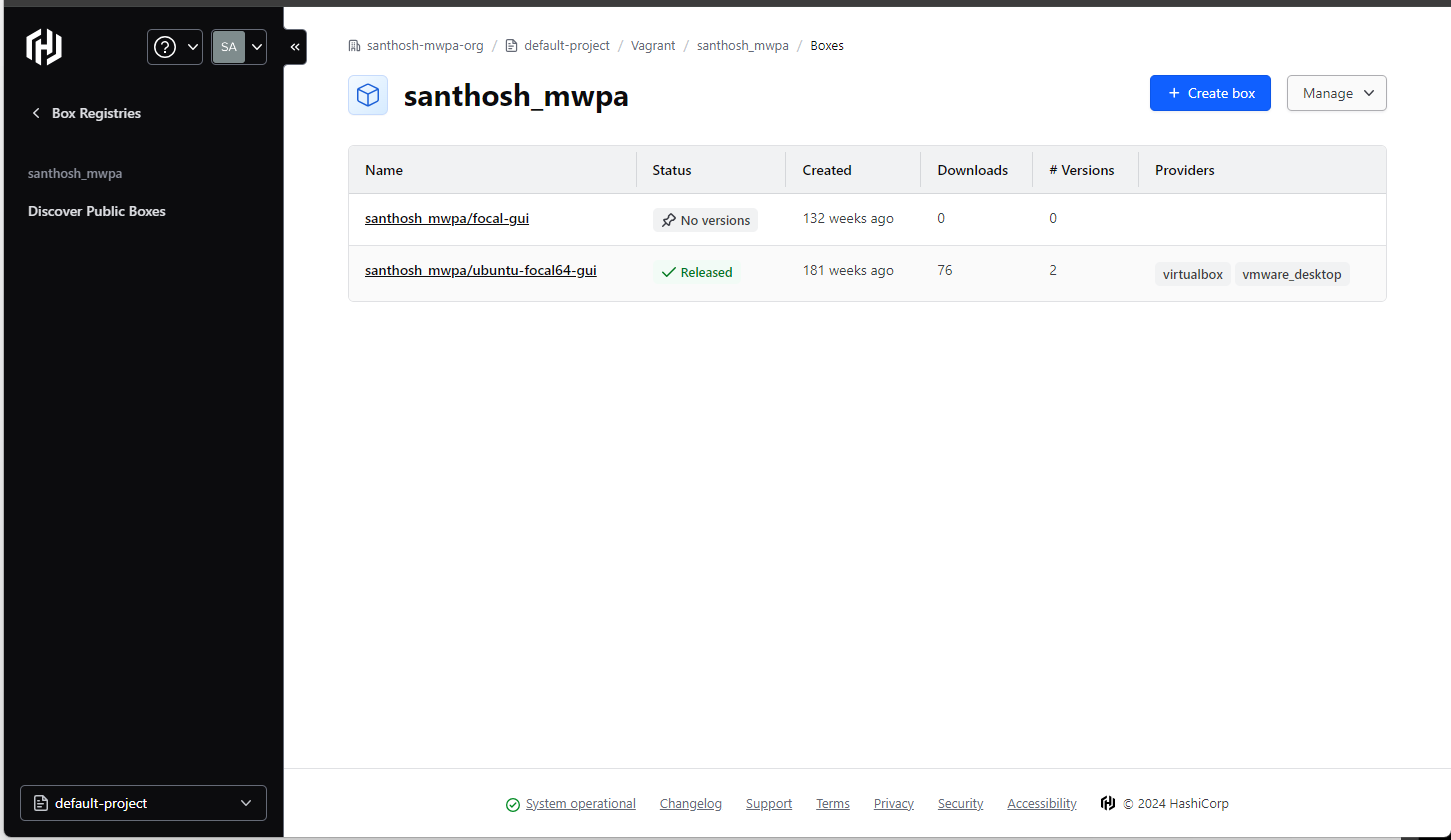 SA
Box Registries
santhosh_mwpa
Discover Public Boxes
default-project
santhosh-mwpa-org / default-project / Vagrant / santhosh_mwpa / Boxes
santhosh_mwpa
+ Create box
Manage
Name Status Created Downloads # Versions Providers
santhosh_mwpa/focal-gui No versions 132 weeks ago 0 0
santhosh_mwpa/ubuntu-focal64-gui Released 181 weeks ago 76 2 virtualbox vmware_desktop
System operational Changelog Support Terms Privacy Security Accessibility © 2024 HashiCorp